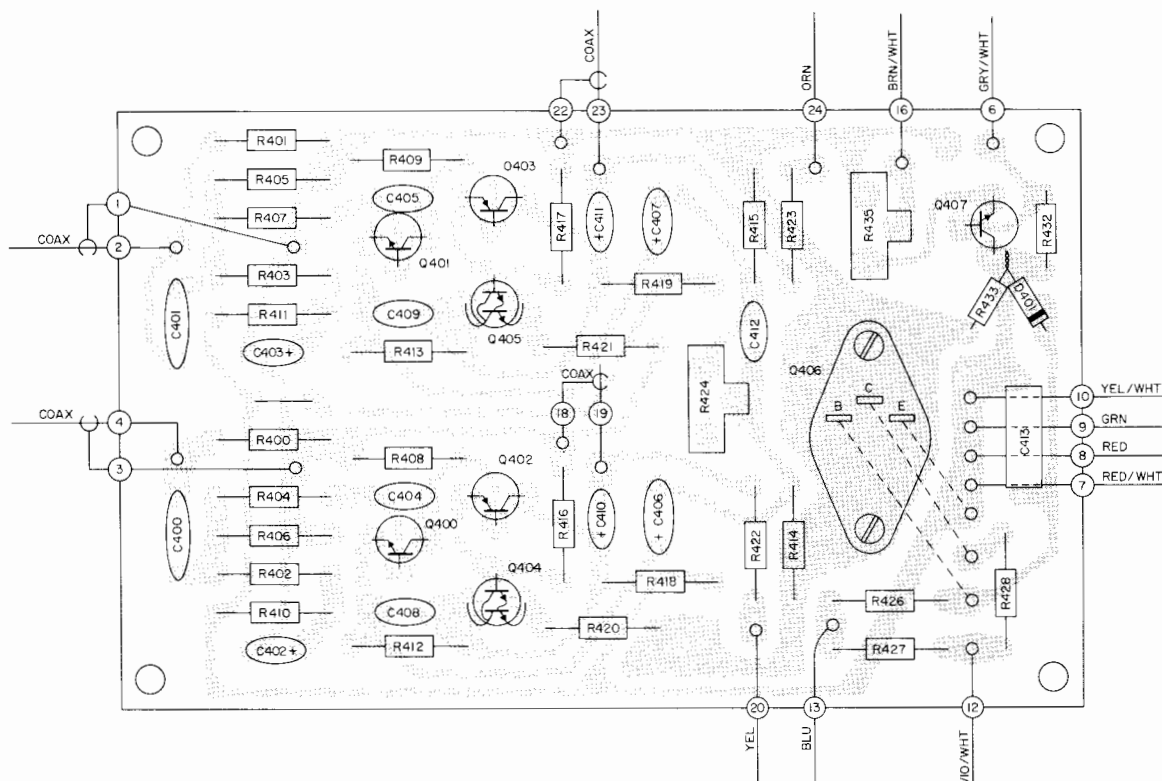 COAX
ORN
BRN/WHT
GRY/WHT
22
23
24
16
6
R401
R409
Q403
R405
C405
1
R407
R417
+C411
+C407
R415
R423
R435
Q407
R432
COAX
2
Q401
R403
R419
R433
D401
C401
R411
C409
C412
Q405
C403+
R413
R421
Q406
COAX
R424
C
B
E
10
YEL/WHT
COAX
4
18
19
9
GRN
C413
R400
8
RED
3
R408
Q402
7
RED/WHT
R404
C404
R416
+C410
+C406
C400
R406
Q400
R422
R414
R402
Q404
R418
R428
R410
C408
R426
R420
C402+
R412
R427
20
13
12
YEL
BLU
VIO/WHT